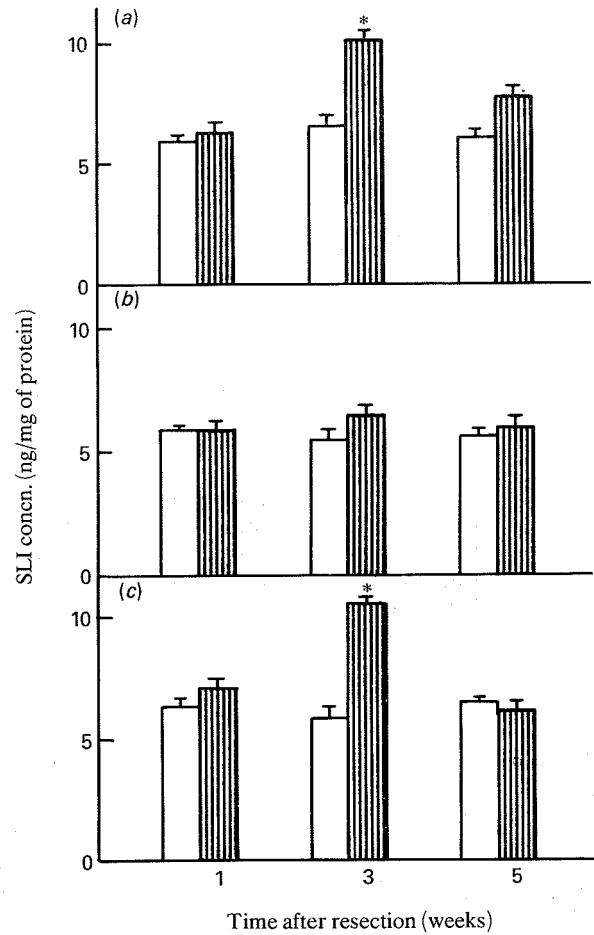 (a)
*
10
5
0
(b)
10
5
0
(c)
*
10
5
0
1 3 5
SLI concn. (ng/mg of protein)
Time after resection (weeks)